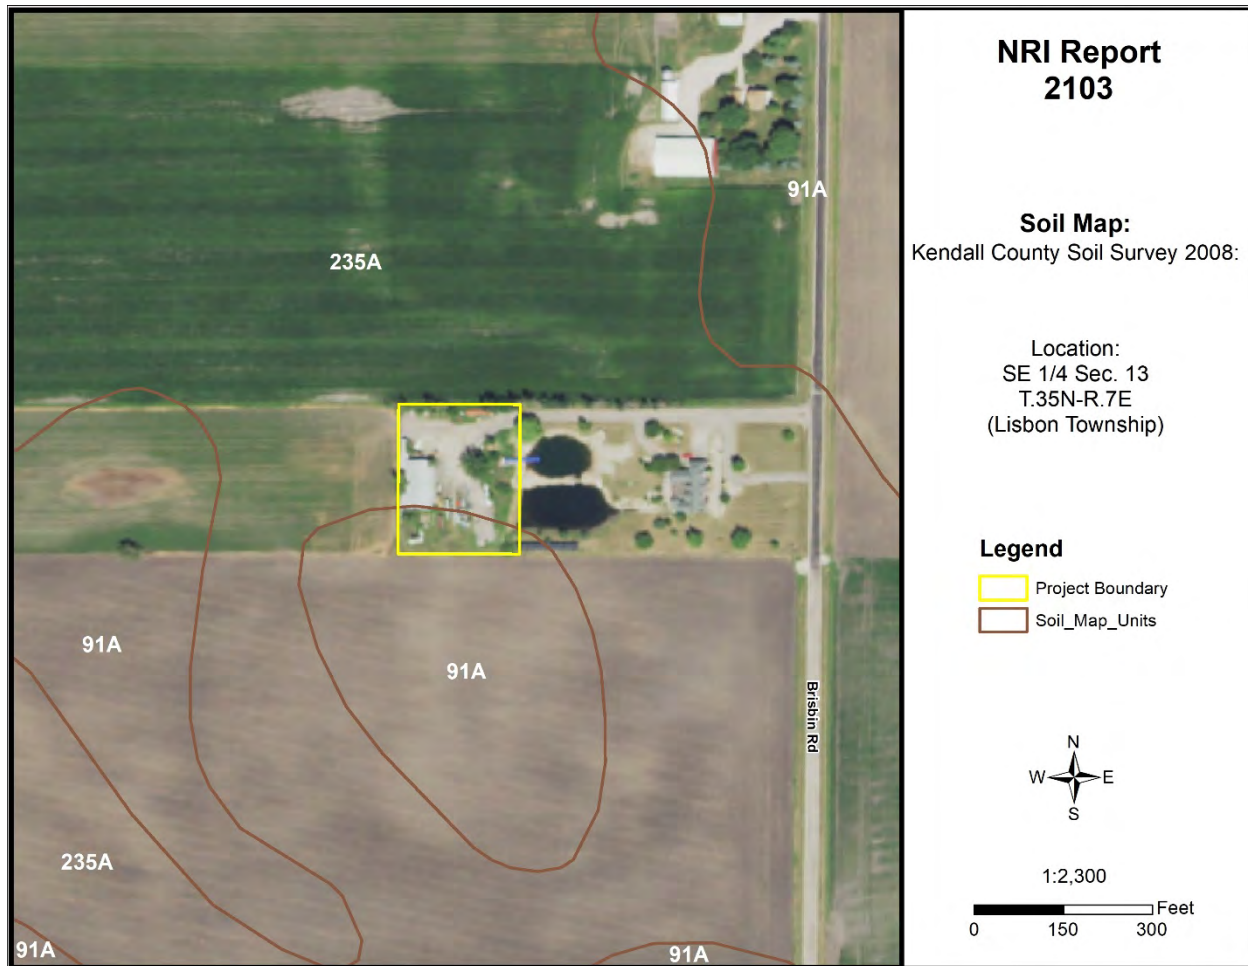 NRI Report
2103
Soil Map:
Kendall County Soil Survey 2008:
Location:
SE 1/4 Sec. 13
T.35N-R.7E
(Lisbon Township)
Legend
Project Boundary
Soil_Map_Units
N
W E
S
1:2,300
Feet
0 150 300
91A
235A
91A
91A
Brisbin Rd
235A
91A
91A